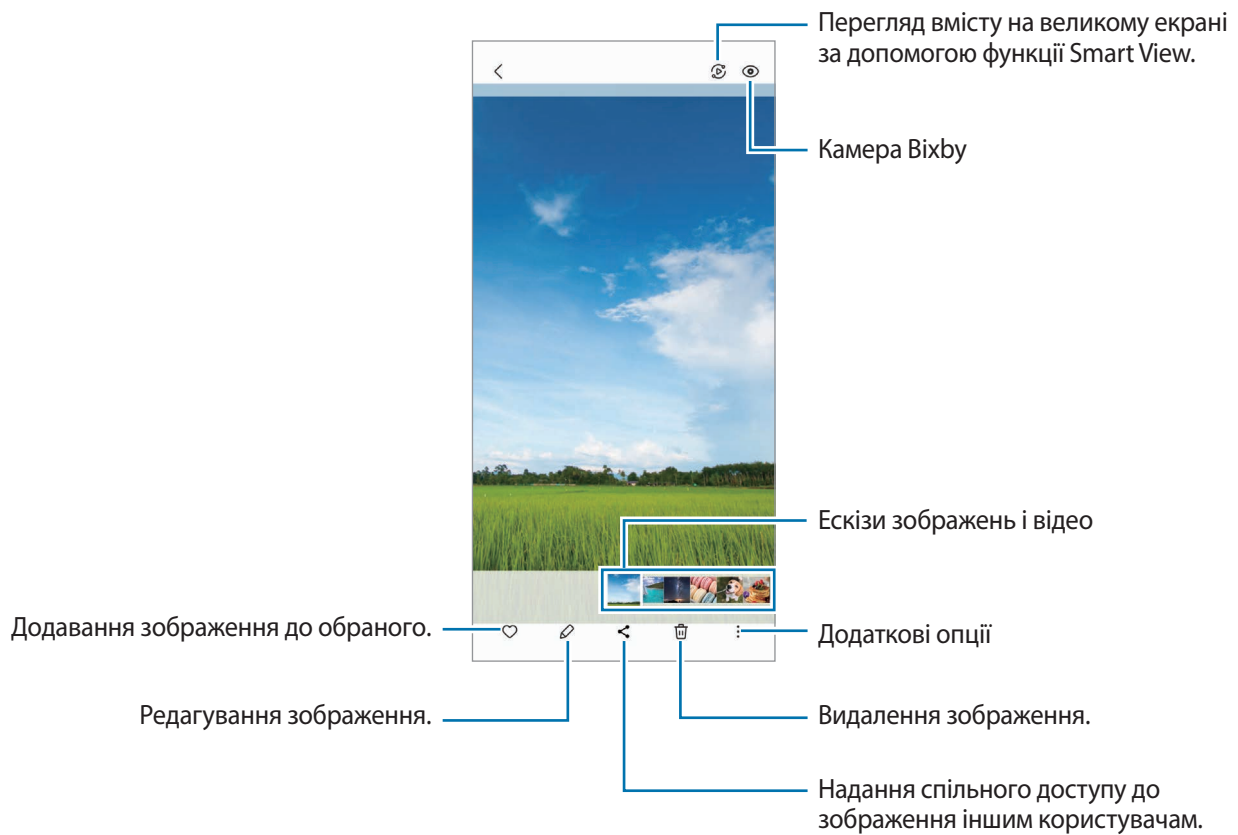 Перегляд вмісту на великому екрані
за допомогою функції Smart View.
Камера Bixby
Ескізи зображень і відео
Додавання зображення до обраного.
Додаткові опції
Редагування зображення.
Видалення зображення.
Надання спільного доступу до
зображення іншим користувачам.